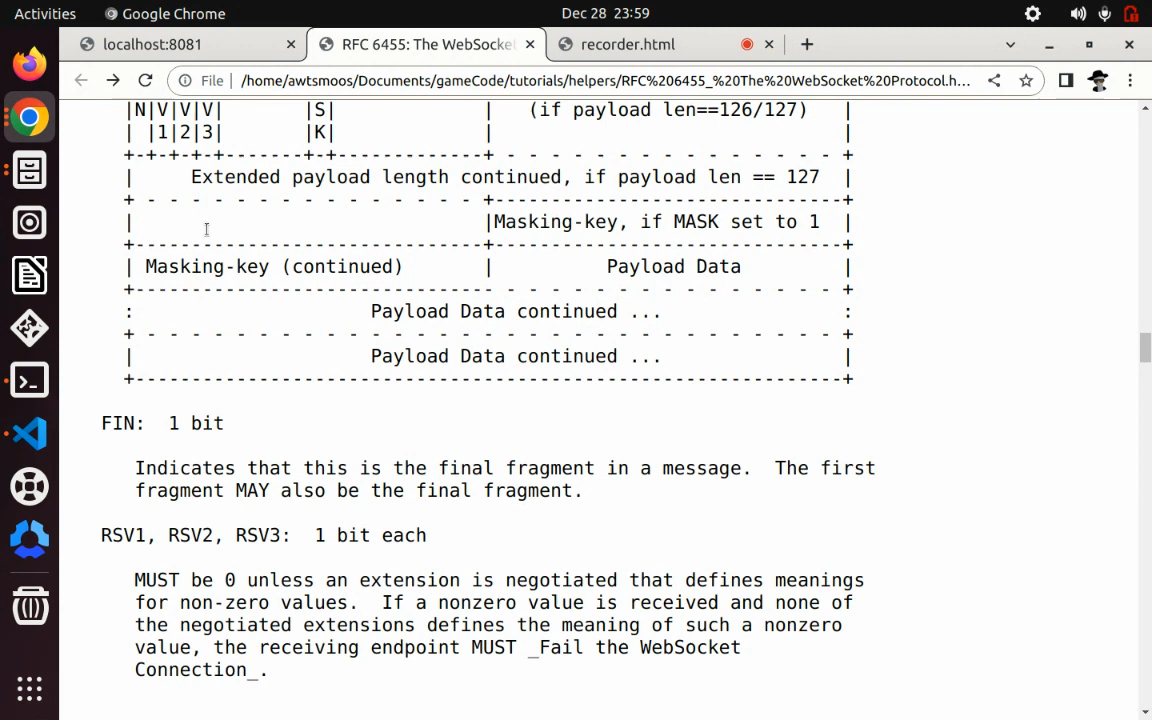 Activities
Google Chrome
Dec 28 23:59
localhost:8081
RFC 6455: The WebSocke
recorder.html
File
/home/awtsmoos/Documents/gameCode/tutorials/helpers/RFC%206455_%20The%20WebSocket%20Protocol.h...
|N|V|V|V|       |S|             |   (if payload len==126/127)   |
| |1|2|3|       |K|             |                               |
+-+-+-+-+-------+-+-------------+ - - - - - - - - - - - - - - - +
|     Extended payload length continued, if payload len == 127  |
+ - - - - - - - - - - - - - - - +-------------------------------+
|                               |Masking-key, if MASK set to 1  |
+-------------------------------+-------------------------------+
| Masking-key (continued)       |          Payload Data         |
+-------------------------------- - - - - - - - - - - - - - - - +
:                     Payload Data continued ...                :
+ - - - - - - - - - - - - - - - - - - - - - - - - - - - - - - - +
|                     Payload Data continued ...                |
+---------------------------------------------------------------+
FIN:  1 bit
Indicates that this is the final fragment in a message.  The first
fragment MAY also be the final fragment.
RSV1, RSV2, RSV3:  1 bit each
MUST be 0 unless an extension is negotiated that defines meanings
for non-zero values.  If a nonzero value is received and none of
the negotiated extensions defines the meaning of such a nonzero
value, the receiving endpoint MUST _Fail the WebSocket
Connection_.